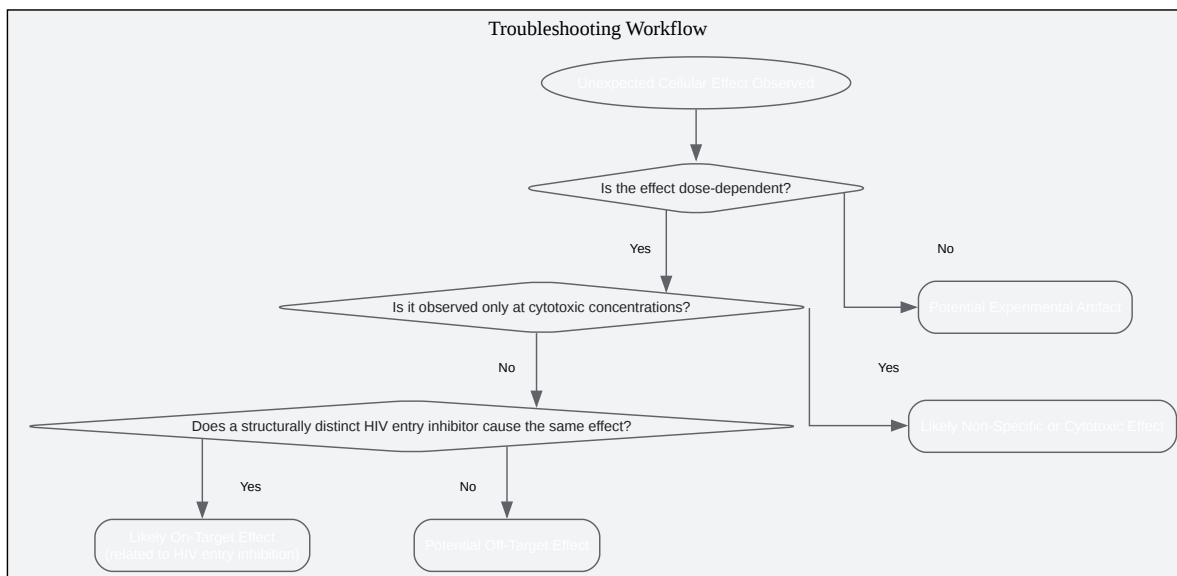 Troubleshooting Workflow
Unexpected Cellular Effect Observed
Is the effect dose-dependent?
Yes
No
Is it observed only at cytotoxic concentrations?
Potential Experimental Artifact
No
Yes
Does a structurally distinct HIV entry inhibitor cause the same effect?
Likely Non-Specific or Cytotoxic Effect
Yes
No
Likely On-Target Effect
(related to HIV entry inhibition)
Potential Off-Target Effect